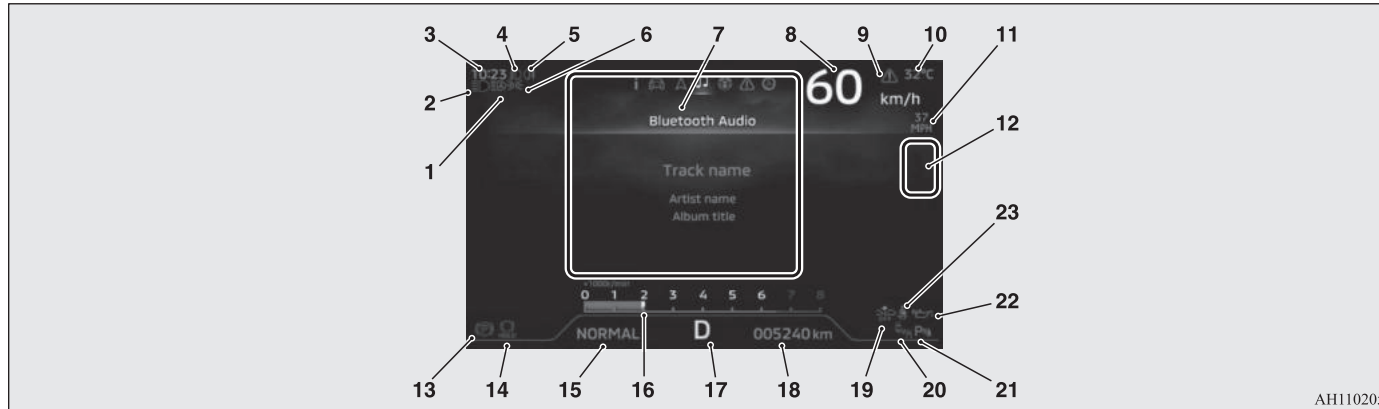 3 4 5 6 7 8 9 10 11
10:23
60 32°C
km/h
2
37
MPH
12
Bluetooth Audio
1
Track name
Artist name
Album title
23
×1000r/min
0 1 2 3 4 5 6 7 8
22
NORMAL D 005240 km
13 14 15 16 17 18 19 20 21